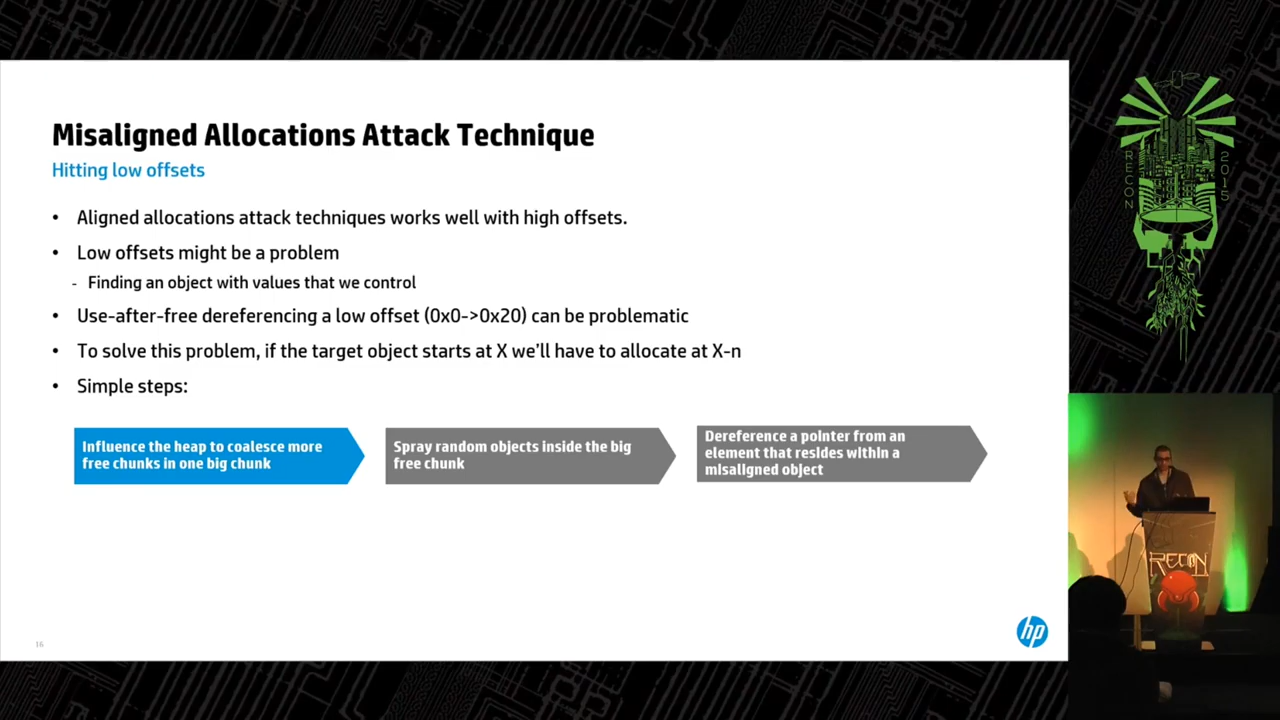 Misaligned Allocations Attack Technique
Hitting low offsets
• Aligned allocations attack techniques works well with high offsets.
• Low offsets might be a problem
- Finding an object with values that we control
• Use-after-free dereferencing a low offset (0x0->0x20) can be problematic
• To solve this problem, if the target object starts at X we'll have to allocate at X-n
• Simple steps:
Influence the heap to coalesce more
free chunks in one big chunk
Spray random objects inside the big
free chunk
Dereference a pointer from an
element that resides within a
misaligned object
16
hp
RECON
2015
RECON